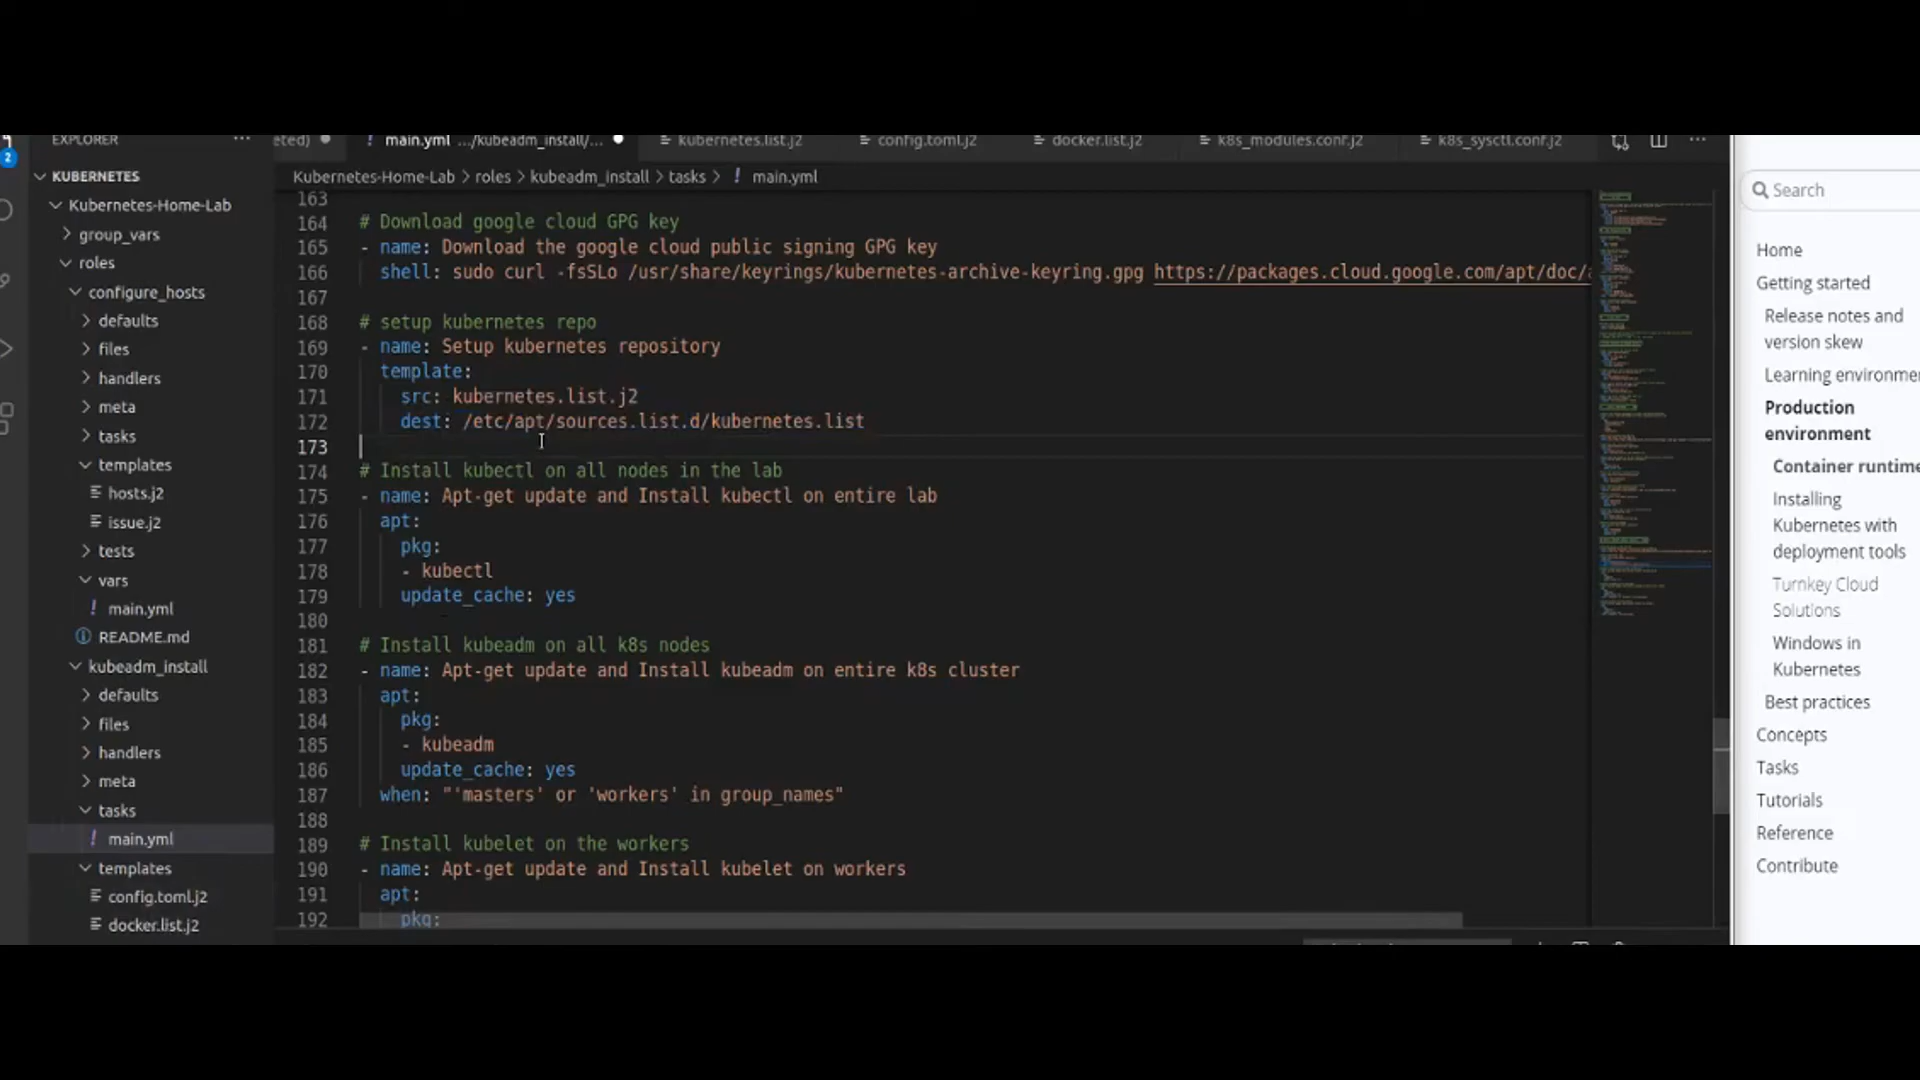 EXPLORER
...
eted)
! main.yml .../kubeadm_install/...
kubernetes.list.j2
config.toml.j2
docker.list.j2
k8s_modules.conf.j2
k8s_sysctl.conf.j2
...
2
KUBERNETES
Kubernetes-Home-Lab
group_vars
roles
configure_hosts
defaults
files
handlers
meta
tasks
templates
hosts.j2
issue.j2
tests
vars
! main.yml
README.md
kubeadm_install
defaults
files
handlers
meta
tasks
! main.yml
templates
config.toml.j2
docker.list.j2
Kubernetes-Home-Lab > roles > kubeadm_install > tasks > ! main.yml
163
164 # Download google cloud GPG key
165 - name: Download the google cloud public signing GPG key
166 shell: sudo curl -fsSLo /usr/share/keyrings/kubernetes-archive-keyring.gpg https://packages.cloud.google.com/apt/doc/
167
168 # setup kubernetes repo
169 - name: Setup kubernetes repository
170 template:
171 src: kubernetes.list.j2
172 dest: /etc/apt/sources.list.d/kubernetes.list
173
174 # Install kubectl on all nodes in the lab
175 - name: Apt-get update and Install kubectl on entire lab
176 apt:
177 pkg:
178 - kubectl
179 update_cache: yes
180
181 # Install kubeadm on all k8s nodes
182 - name: Apt-get update and Install kubeadm on entire k8s cluster
183 apt:
184 pkg:
185 - kubeadm
186 update_cache: yes
187 when: "'masters' or 'workers' in group_names"
188
189 # Install kubelet on the workers
190 - name: Apt-get update and Install kubelet on workers
191 apt:
192 pkg:
Search
Home
Getting started
Release notes and
version skew
Learning environme
Production
environment
Container runtime
Installing
Kubernetes with
deployment tools
Turnkey Cloud
Solutions
Windows in
Kubernetes
Best practices
Concepts
Tasks
Tutorials
Reference
Contribute